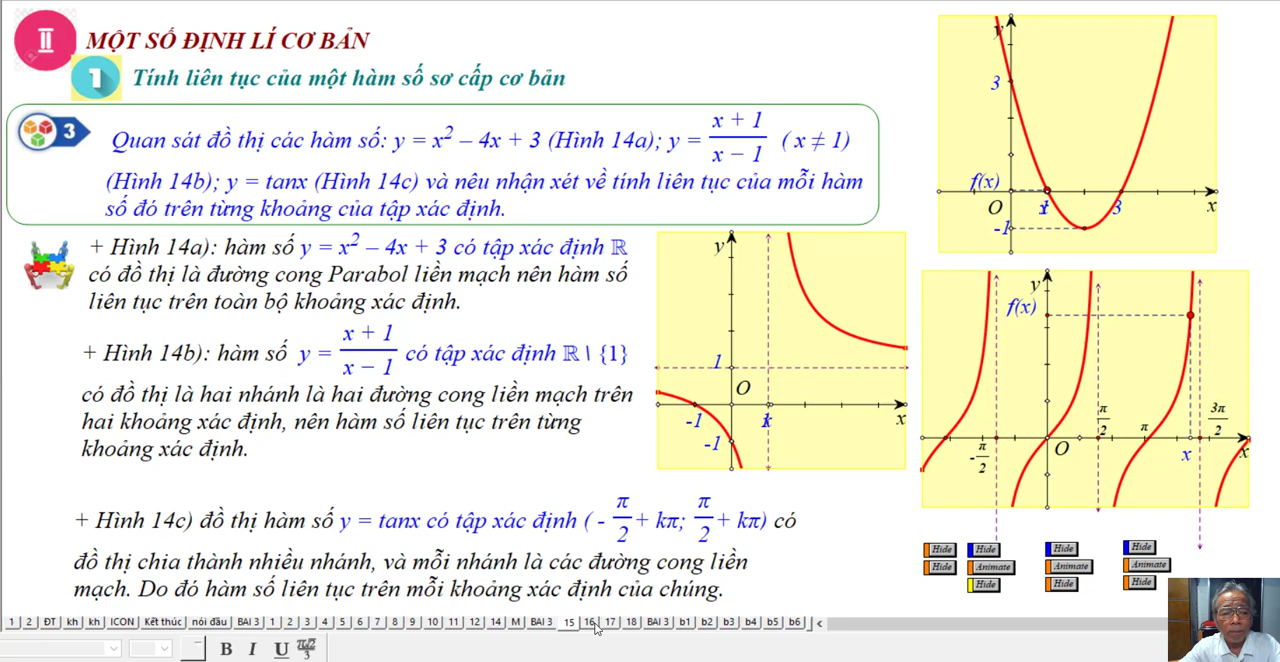 II MỘT SỐ ĐỊNH LÍ CƠ BẢN
1 Tính liên tục của một hàm số sơ cấp cơ bản
3
Quan sát đồ thị các hàm số: y = x² – 4x + 3 (Hình 14a); y = (x + 1)/(x – 1) ( x ≠ 1)
(Hình 14b); y = tanx (Hình 14c) và nêu nhận xét về tính liên tục của mỗi hàm
số đó trên từng khoảng của tập xác định.
+ Hình 14a): hàm số y = x² – 4x + 3 có tập xác định ℝ
có đồ thị là đường cong Parabol liền mạch nên hàm số
liên tục trên toàn bộ khoảng xác định.
+ Hình 14b): hàm số y = (x + 1)/(x – 1) có tập xác định ℝ \ {1}
có đồ thị là hai nhánh là hai đường cong liền mạch trên
hai khoảng xác định, nên hàm số liên tục trên từng
khoảng xác định.
+ Hình 14c) đồ thị hàm số y = tanx có tập xác định ( - π/2 + kπ; π/2 + kπ) có
đồ thị chia thành nhiều nhánh, và mỗi nhánh là các đường cong liền
mạch. Do đó hàm số liên tục trên mỗi khoảng xác định của chúng.
y
3
f(x)
O 3 x
-1
y
1
O
-1 x
-1
y
f(x)
-π/2 O π/2 π x 3π/2 x
Hide Hide Hide Hide
Hide Animate Animate Animate
Hide Hide Hide
1 2 ĐT kh kh ICON Kết thúc nói đầu BÀI 3 1 2 3 4 5 6 7 8 9 10 11 12 14 M BÀI 3 15 16 17 18 BÀI 3 b1 b2 b3 b4 b5 b6 <
B I U